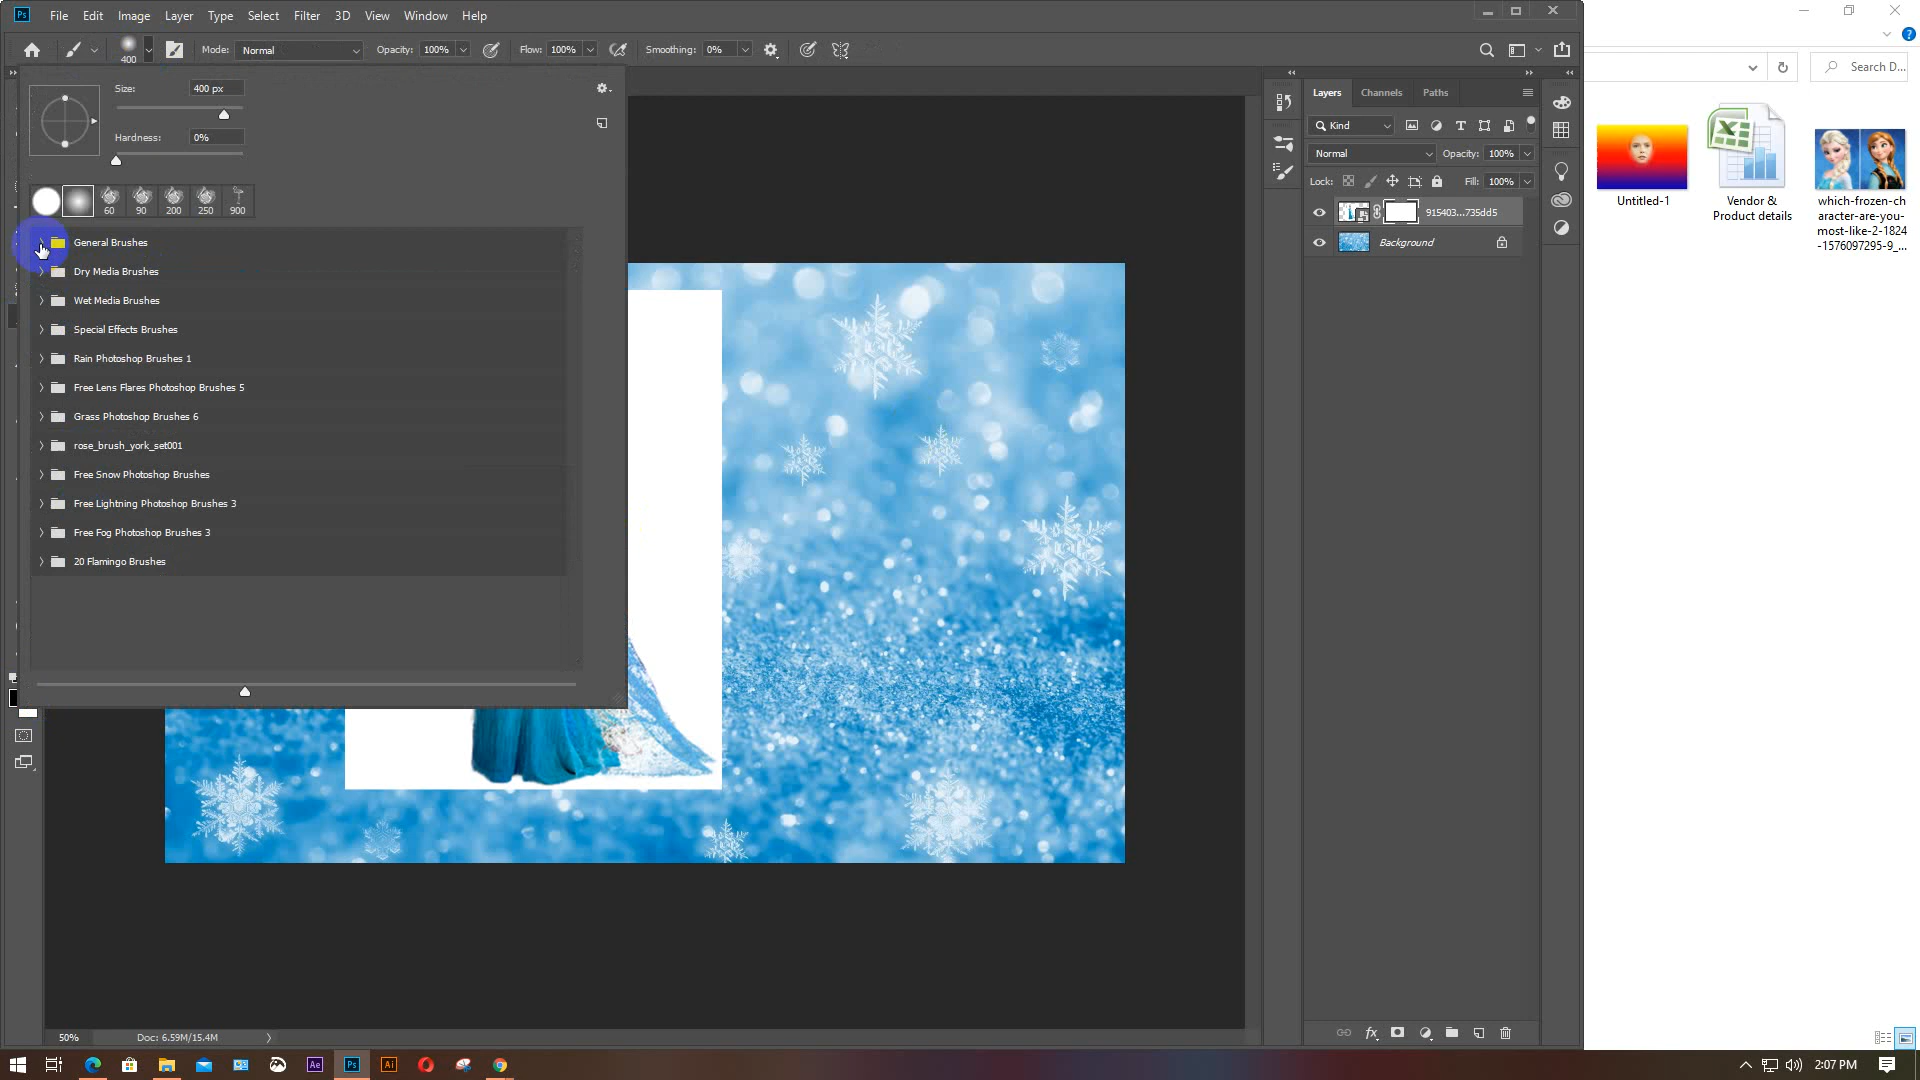 Ps File Edit Image Layer Type Select Filter 3D View Window Help
400 Mode: Normal Opacity: 100% Flow: 100% Smoothing: 0%
Search D...
Size: 400 px
Hardness: 0%
60 90 200 250 900
General Brushes
Dry Media Brushes
Wet Media Brushes
Special Effects Brushes
Rain Photoshop Brushes 1
Free Lens Flares Photoshop Brushes 5
Grass Photoshop Brushes 6
rose_brush_york_set001
Free Snow Photoshop Brushes
Free Lightning Photoshop Brushes 3
Free Fog Photoshop Brushes 3
20 Flamingo Brushes
Layers Channels Paths
Kind
Normal Opacity: 100%
Lock: Fill: 100%
915403...735dd5
Background
fx
Untitled-1
Vendor &
Product details
which-frozen-ch
aracter-are-you-
most-like-2-1824
-1576097295-9_...
50% Doc: 6.59M/15.4M
Ae Ps Ai
2:07 PM